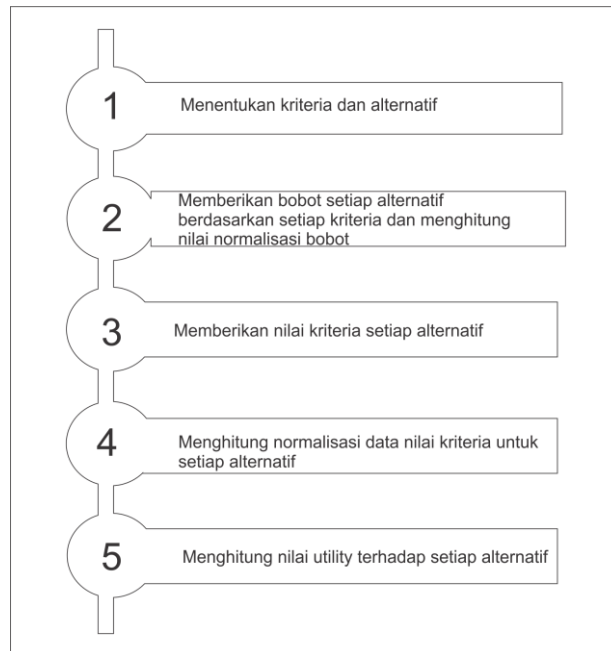 1
Menentukan kriteria dan alternatif
2
Memberikan bobot setiap alternatif
berdasarkan setiap kriteria dan menghitung
nilai normalisasi bobot
3
Memberikan nilai kriteria setiap alternatif
4
Menghitung normalisasi data nilai kriteria untuk
setiap alternatif
5
Menghitung nilai utility terhadap setiap alternatif